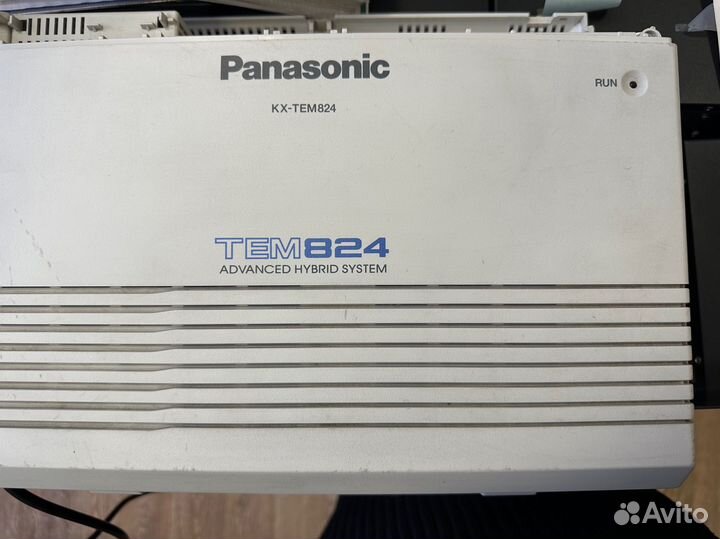 Panasonic
RUN
KX-TEM824
TEM824
ADVANCED HYBRID SYSTEM
Avito